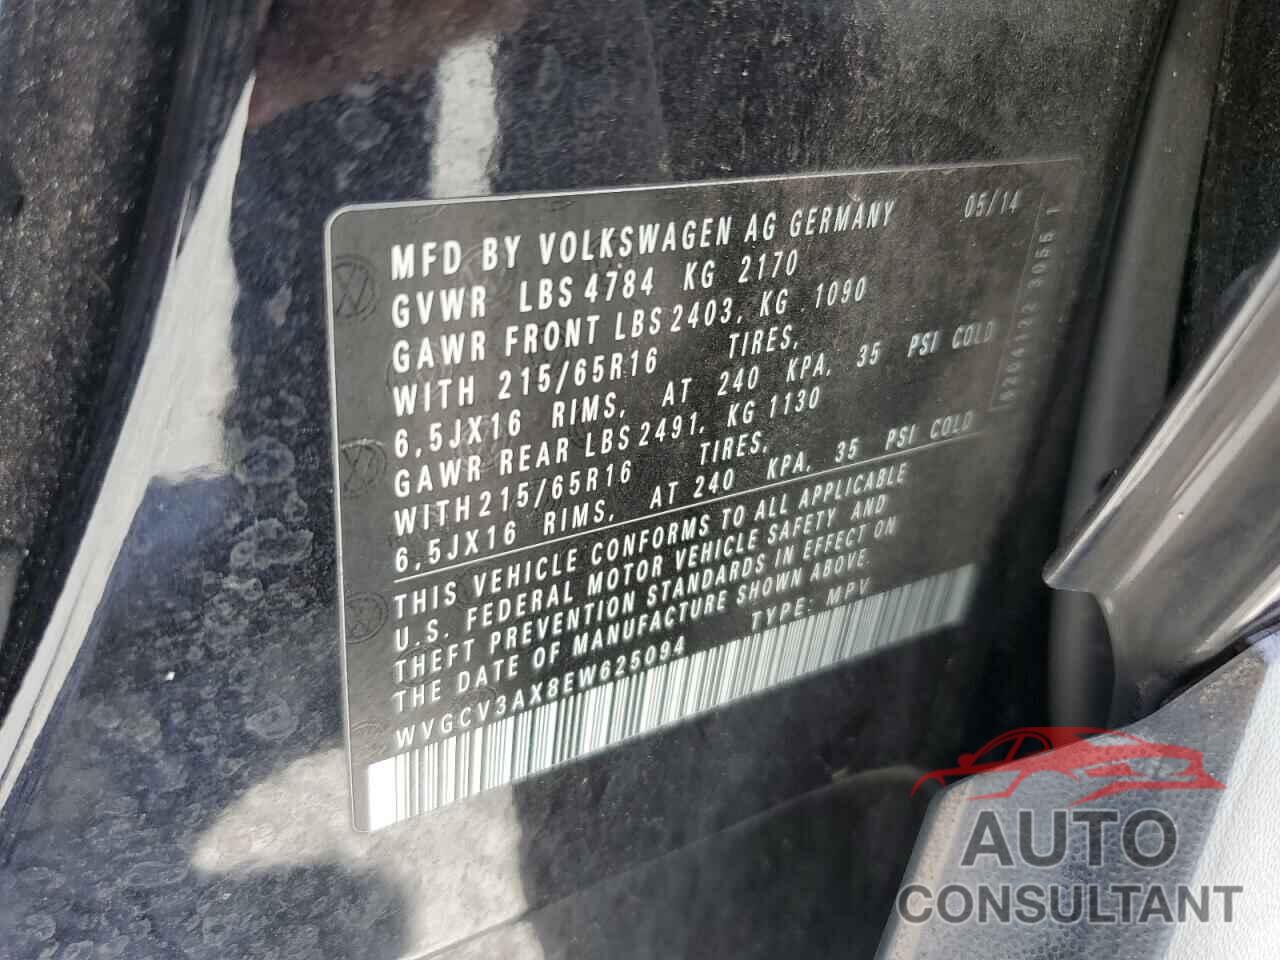 MFD BY VOLKSWAGEN AG GERMANY 05/14
GVWR LBS 4784 KG 2170
GAWR FRONT LBS 2403, KG 1090
WITH 215/65R16 TIRES,
6,5JX16 RIMS, AT 240 KPA, 35 PSI COLD
GAWR REAR LBS 2491, KG 1130
WITH 215/65R16 TIRES,
6,5JX16 RIMS, AT 240 KPA, 35 PSI COLD
THIS VEHICLE CONFORMS TO ALL APPLICABLE
U.S. FEDERAL MOTOR VEHICLE SAFETY AND
THEFT PREVENTION STANDARDS IN EFFECT ON
THE DATE OF MANUFACTURE SHOWN ABOVE.
WVGCV3AX8EW625094 TYPE: MPV
AUTO
CONSULTANT